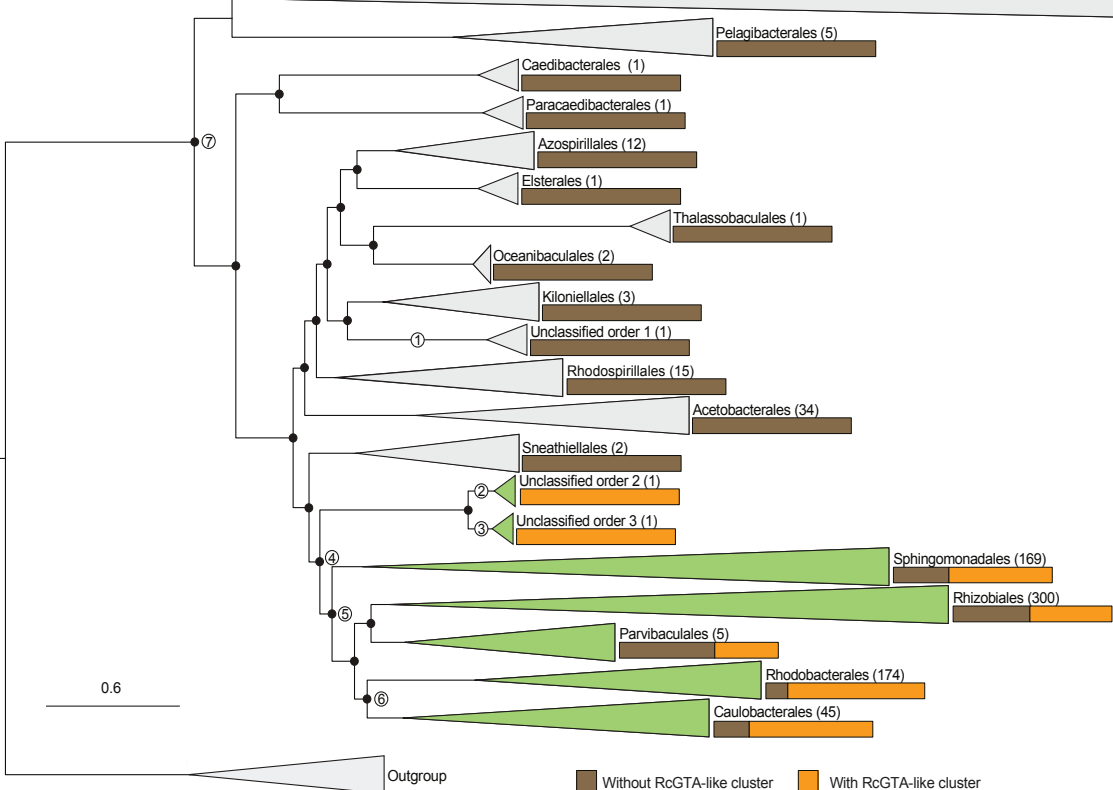 Pelagibacterales (5)
Caedibacterales (1)
Paracaedibacterales (1)
⑦
Azospirillales (12)
Elsterales (1)
Thalassobaculales (1)
Oceanibaculales (2)
Kiloniellales (3)
Unclassified order 1 (1)
①
Rhodospirillales (15)
Acetobacterales (34)
Sneathiellales (2)
Unclassified order 2 (1)
②
Unclassified order 3 (1)
③
④
Sphingomonadales (169)
Rhizobiales (300)
⑤
Parvibaculales (5)
Rhodobacterales (174)
0.6
⑥
Caulobacterales (45)
Outgroup
Without RcGTA-like cluster
With RcGTA-like cluster